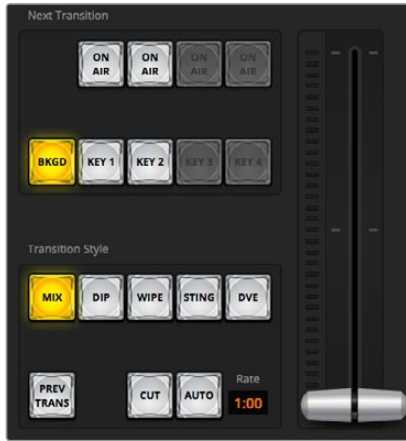 Next Transition
ON AIR ON AIR ON AIR ON AIR
BKGD KEY 1 KEY 2 KEY 3 KEY 4
Transition Style
MIX DIP WIPE STING DVE
PREV TRANS CUT AUTO Rate 1:00